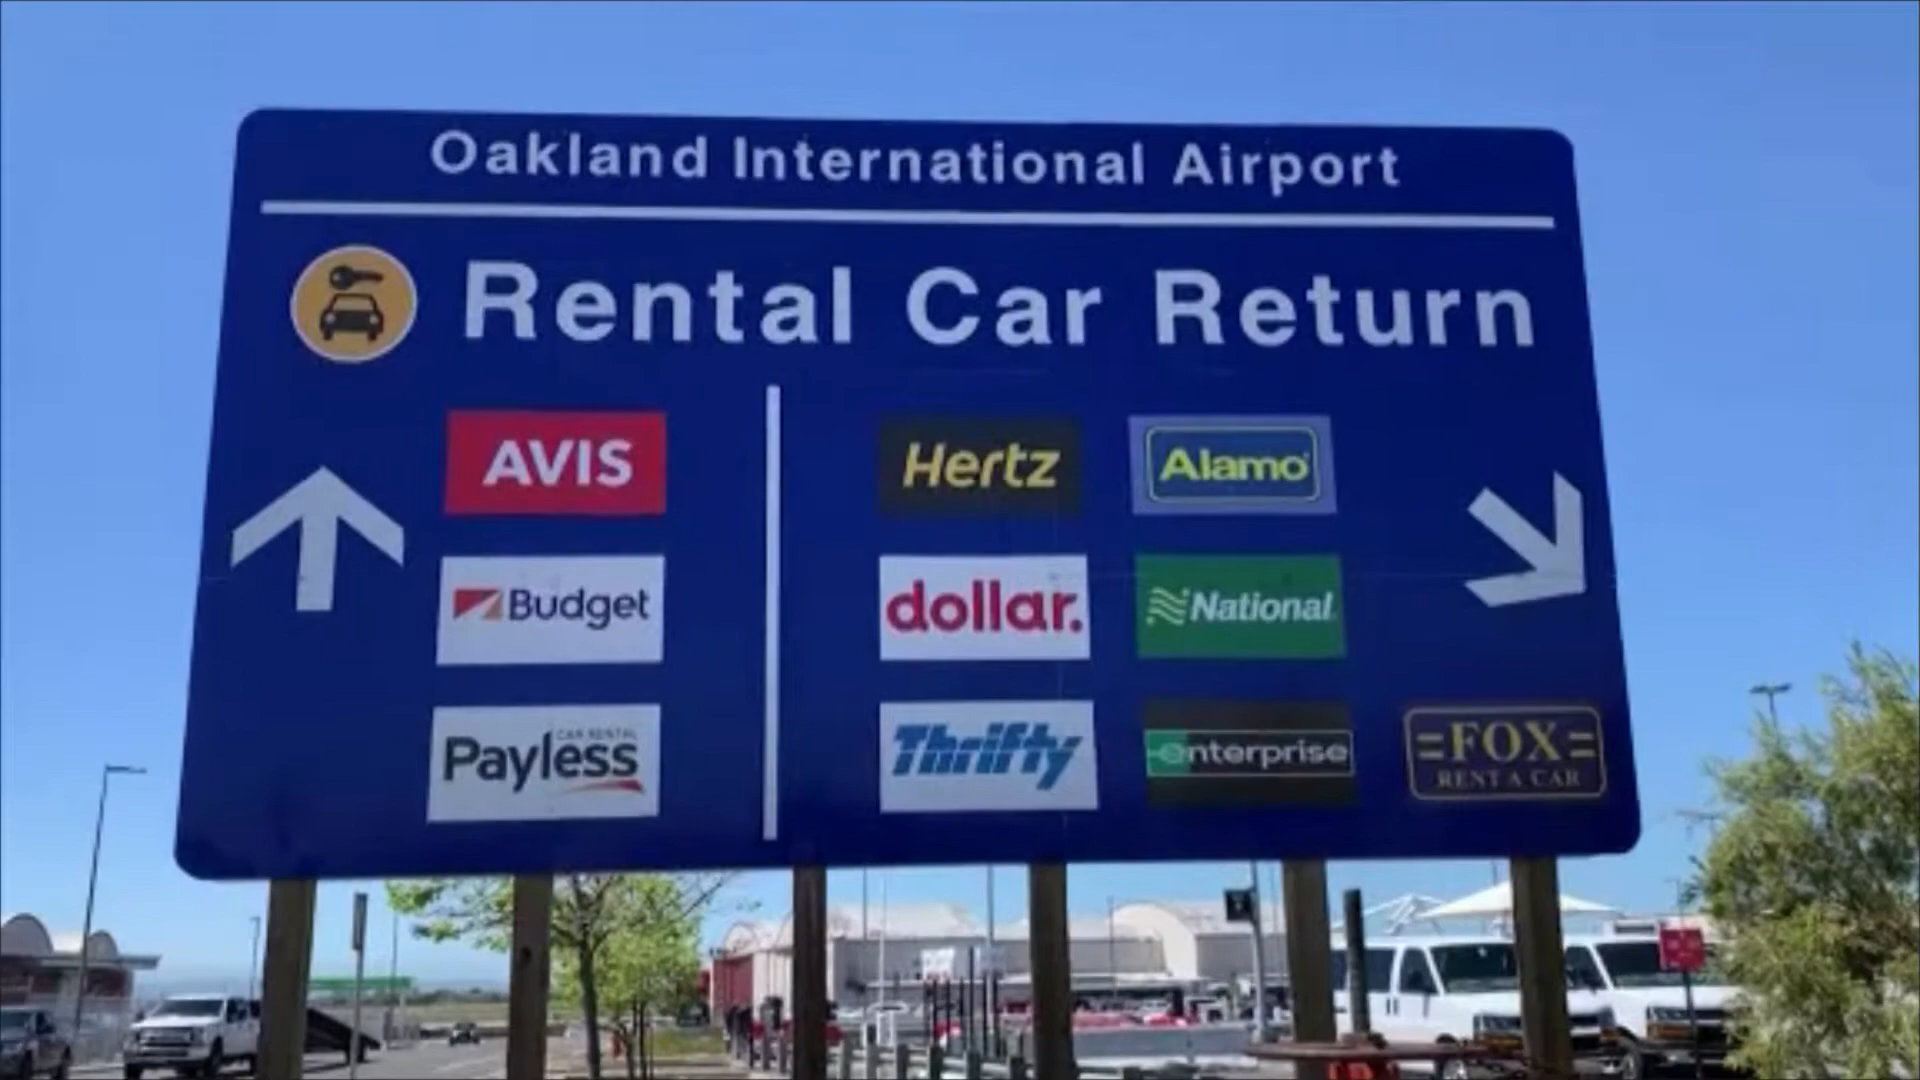 Oakland International Airport
Rental Car Return
AVIS
Hertz
Alamo
Budget
dollar.
National
CAR RENTAL
Payless
Thrifty
enterprise
FOX
RENT A CAR